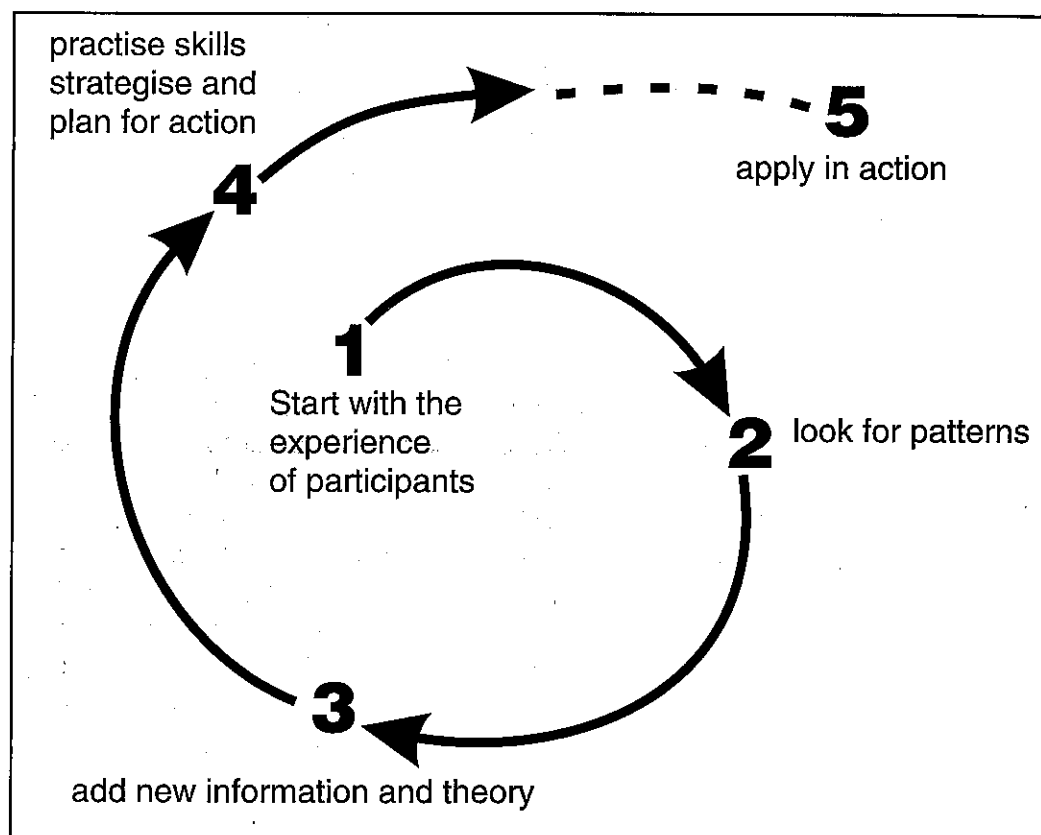 1
Start with the
experience
of participants
2 look for patterns
3
add new information and theory
practise skills
strategise and
plan for action
4
5
apply in action